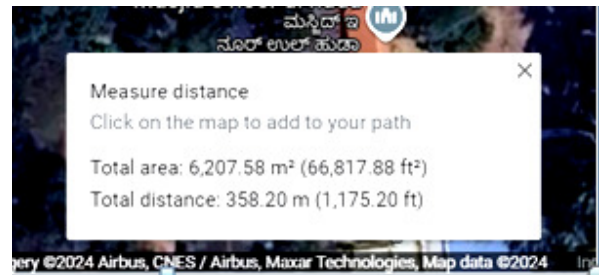 ಮಸ್ಜಿದ್ ಇ
ನೂರ್ ಉಲ್ ಹುದಾ
Measure distance
Click on the map to add to your path
Total area: 6,207.58 m² (66,817.88 ft²)
Total distance: 358.20 m (1,175.20 ft)
©2024 Airbus, CNES / Airbus, Maxar Technologies, Map data ©2024